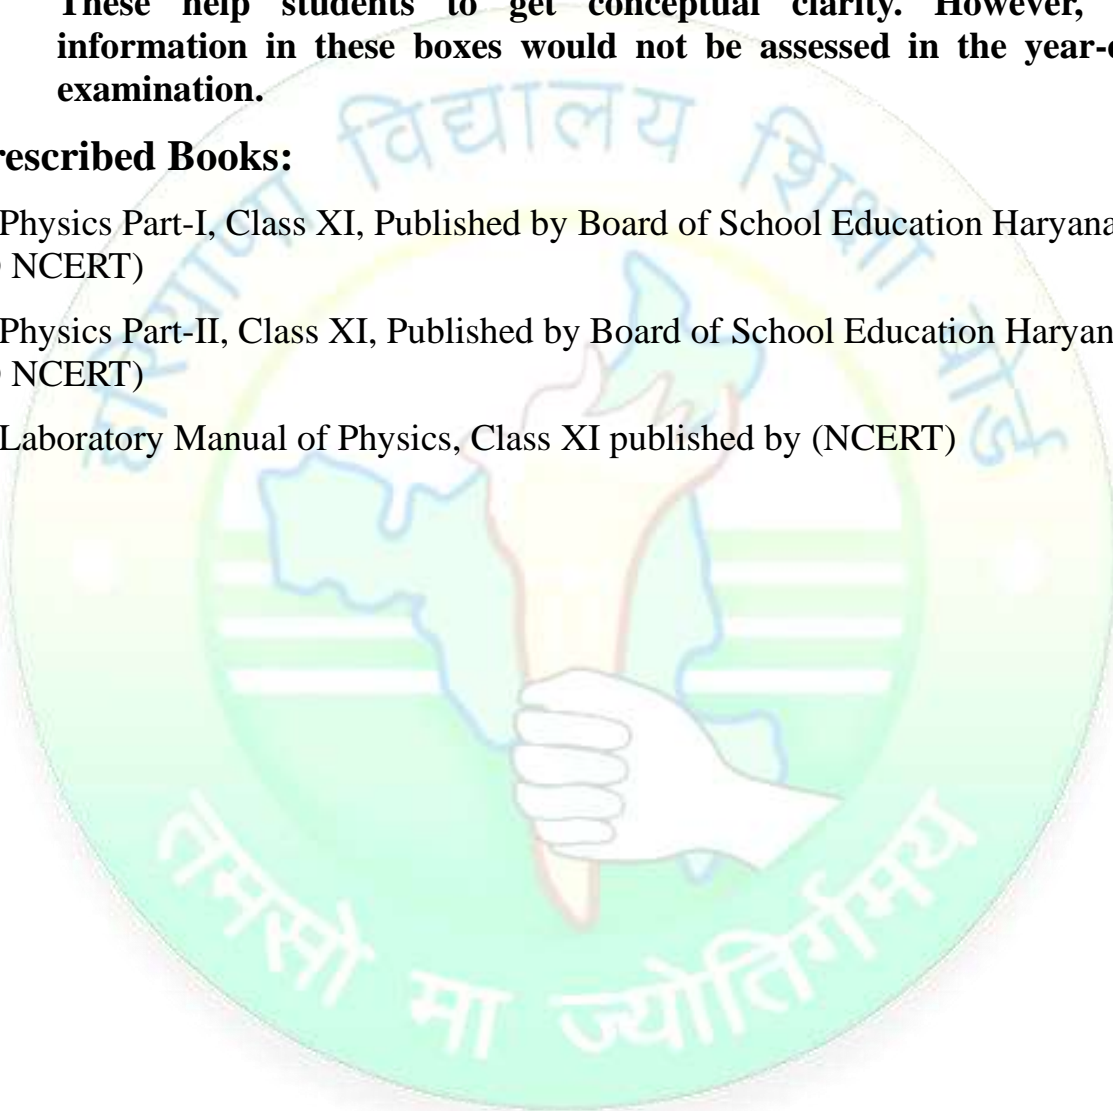 These help students to get conceptual clarity. However,
information in these boxes would not be assessed in the year-e
examination.
rescribed Books:
Physics Part-I, Class XI, Published by Board of School Education Haryana
NCERT)
Physics Part-II, Class XI, Published by Board of School Education Haryan
NCERT)
Laboratory Manual of Physics, Class XI published by (NCERT)
हरियाणा विद्यालय शिक्षा बोर्ड
तमसो मा ज्योतिर्गमय